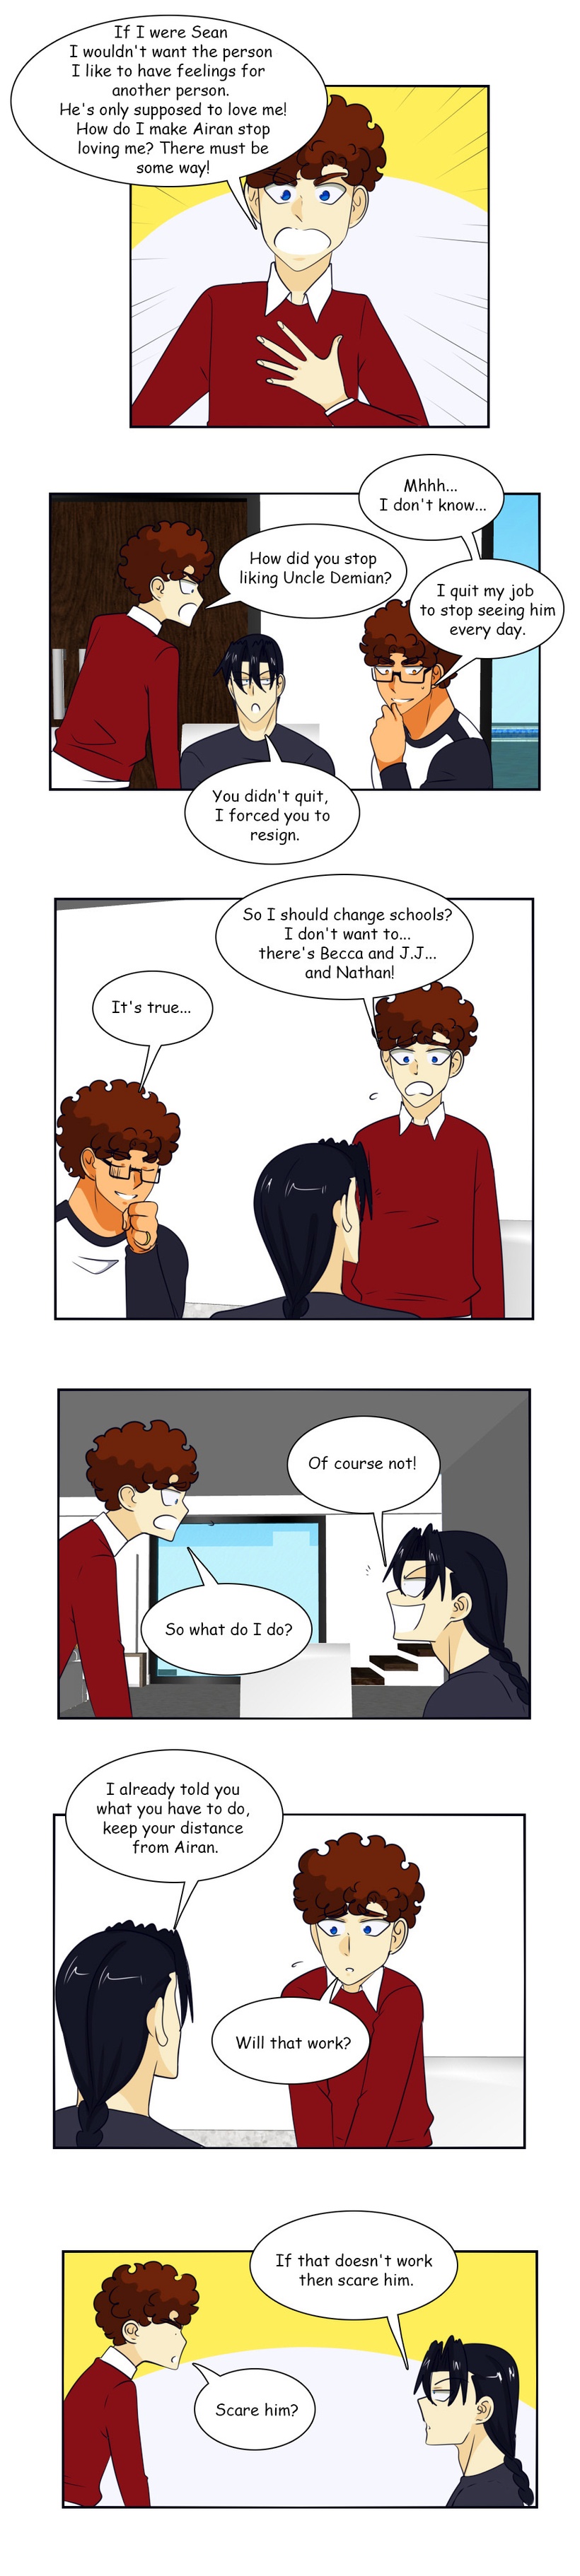 If I were Sean
I wouldn't want the person
I like to have feelings for
another person.
He's only supposed to love me!
How do I make Airan stop
loving me? There must be
some way!
Mhhh...
I don't know...
How did you stop
liking Uncle Demian?
I quit my job
to stop seeing him
every day.
You didn't quit,
I forced you to
resign.
So I should change schools?
I don't want to...
there's Becca and J.J...
and Nathan!
It's true...
Of course not!
So what do I do?
I already told you
what you have to do,
keep your distance
from Airan.
Will that work?
If that doesn't work
then scare him.
Scare him?